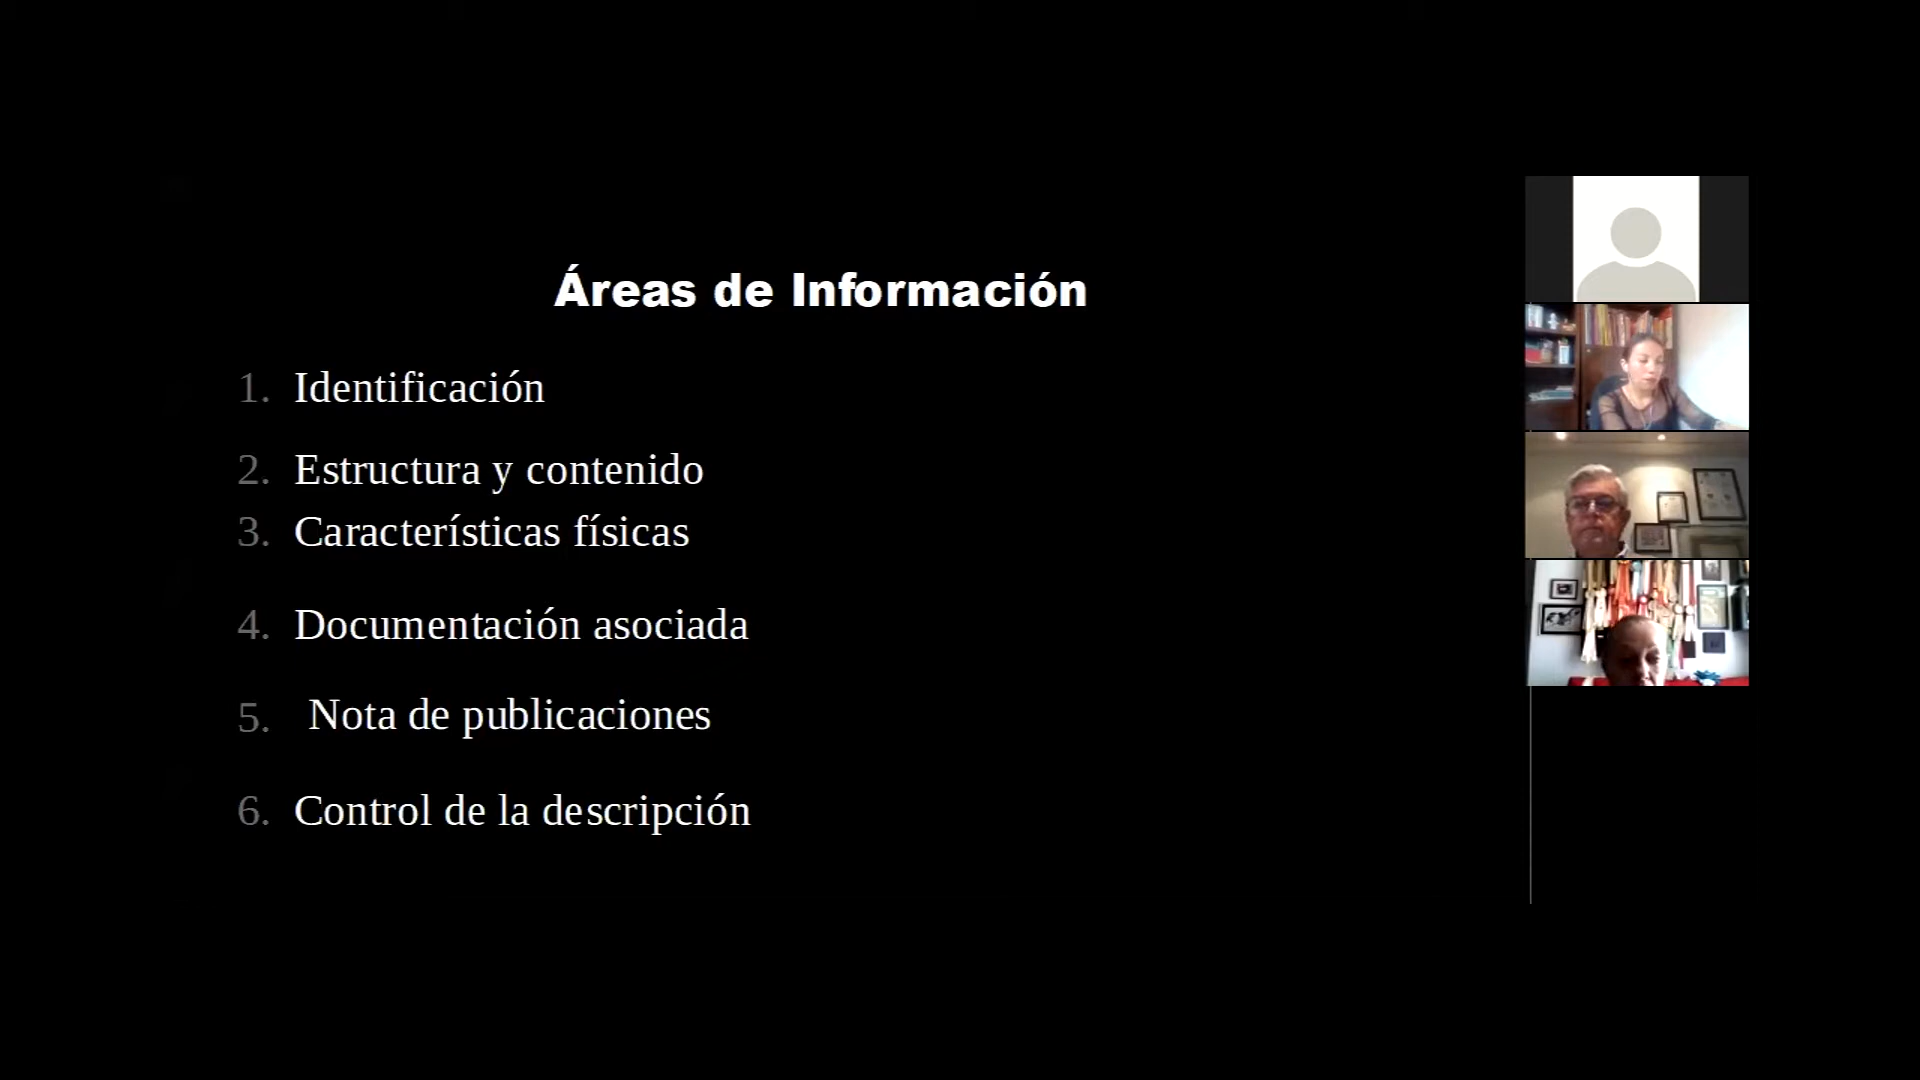 Áreas de Información
1. Identificación
2. Estructura y contenido
3. Características físicas
4. Documentación asociada
5. Nota de publicaciones
6. Control de la descripción